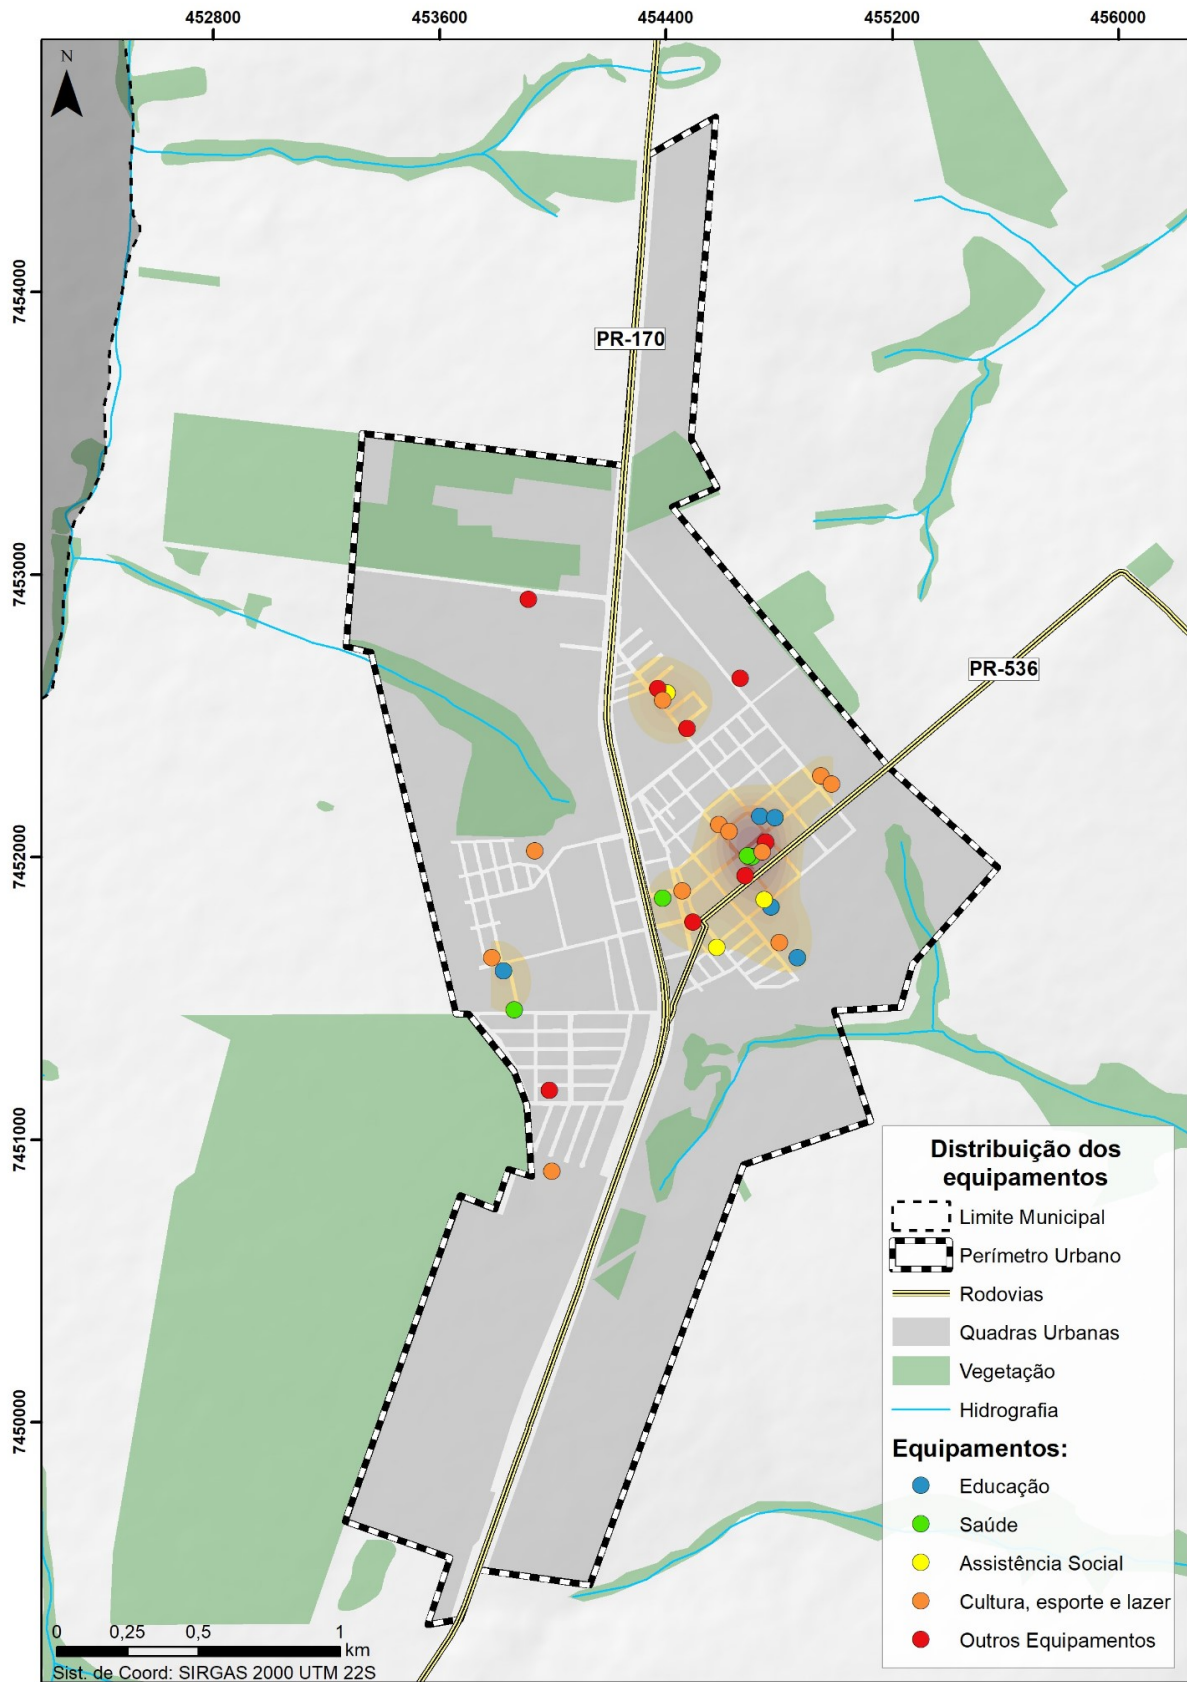 452800
453600
454400
455200
456000
N
7454000
PR-170
7453000
PR-536
7452000
7451000
7450000
Distribuição dos
equipamentos
Limite Municipal
Perímetro Urbano
Rodovias
Quadras Urbanas
Vegetação
Hidrografia
Equipamentos:
Educação
Saúde
Assistência Social
Cultura, esporte e lazer
Outros Equipamentos
0 0,25 0,5 1
km
Sist. de Coord: SIRGAS 2000 UTM 22S